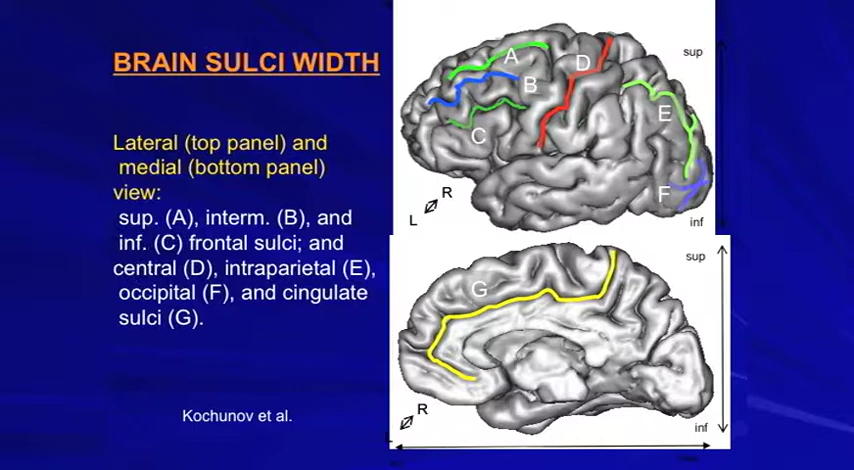 BRAIN SULCI WIDTH
Lateral (top panel) and
medial (bottom panel)
view:
sup. (A), interm. (B), and
inf. (C) frontal sulci; and
central (D), intraparietal (E),
occipital (F), and cingulate
sulci (G).
Kochunov et al.
A
B
C
D
E
F
sup
R
L
inf
G
sup
R
L
inf